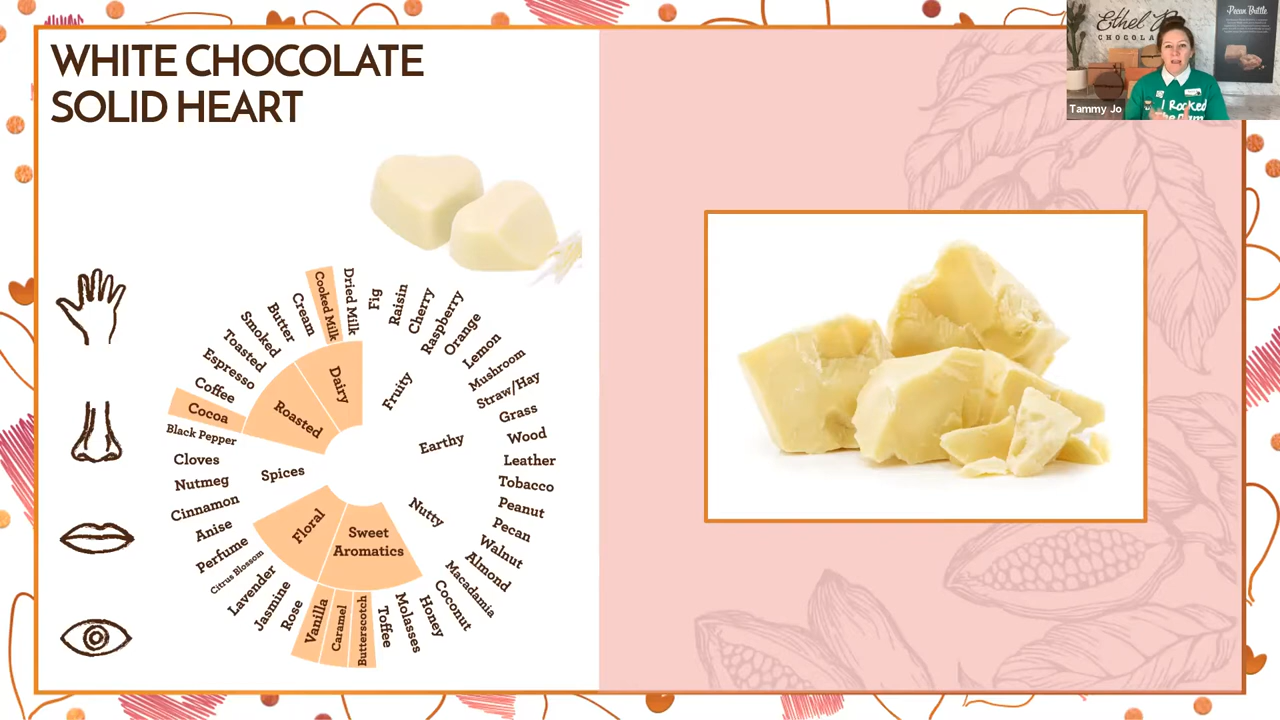 WHITE CHOCOLATE
SOLID HEART
Cooked Milk
Dried Milk
Fig
Raisin
Cherry
Raspberry
Orange
Lemon
Mushroom
Straw/Hay
Grass
Wood
Leather
Tobacco
Peanut
Pecan
Walnut
Almond
Macadamia
Coconut
Honey
Molasses
Toffee
Butterscotch
Caramel
Vanilla
Rose
Jasmine
Lavender
Citrus Blossom
Perfume
Anise
Cinnamon
Nutmeg
Cloves
Black Pepper
Cocoa
Coffee
Espresso
Toasted
Smoked
Butter
Cream
Dairy
Fruity
Earthy
Nutty
Sweet
Aromatics
Floral
Spices
Roasted
Ethel
CHOCOLA
Pecan Brittle
I Rocked
Tammy Jo